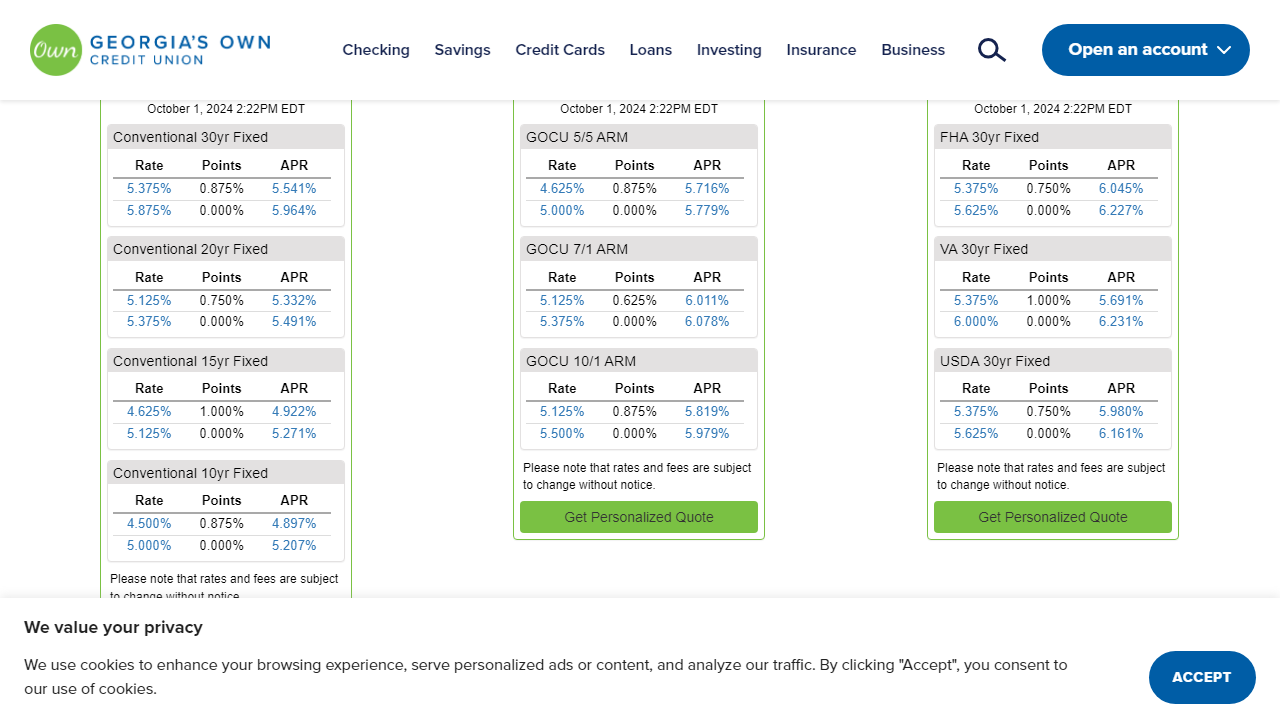 Own GEORGIA'S OWN
CREDIT UNION
Checking Savings Credit Cards Loans Investing Insurance Business
Open an account
October 1, 2024 2:22PM EDT
Conventional 30yr Fixed
Rate Points APR
5.375% 0.875% 5.541%
5.875% 0.000% 5.964%
Conventional 20yr Fixed
Rate Points APR
5.125% 0.750% 5.332%
5.375% 0.000% 5.491%
Conventional 15yr Fixed
Rate Points APR
4.625% 1.000% 4.922%
5.125% 0.000% 5.271%
Conventional 10yr Fixed
Rate Points APR
4.500% 0.875% 4.897%
5.000% 0.000% 5.207%
Please note that rates and fees are subject
to change without notice.
October 1, 2024 2:22PM EDT
GOCU 5/5 ARM
Rate Points APR
4.625% 0.875% 5.716%
5.000% 0.000% 5.779%
GOCU 7/1 ARM
Rate Points APR
5.125% 0.625% 6.011%
5.375% 0.000% 6.078%
GOCU 10/1 ARM
Rate Points APR
5.125% 0.875% 5.819%
5.500% 0.000% 5.979%
Please note that rates and fees are subject
to change without notice.
Get Personalized Quote
October 1, 2024 2:22PM EDT
FHA 30yr Fixed
Rate Points APR
5.375% 0.750% 6.045%
5.625% 0.000% 6.227%
VA 30yr Fixed
Rate Points APR
5.375% 1.000% 5.691%
6.000% 0.000% 6.231%
USDA 30yr Fixed
Rate Points APR
5.375% 0.750% 5.980%
5.625% 0.000% 6.161%
Please note that rates and fees are subject
to change without notice.
Get Personalized Quote
We value your privacy
We use cookies to enhance your browsing experience, serve personalized ads or content, and analyze our traffic. By clicking "Accept", you consent to
our use of cookies.
ACCEPT